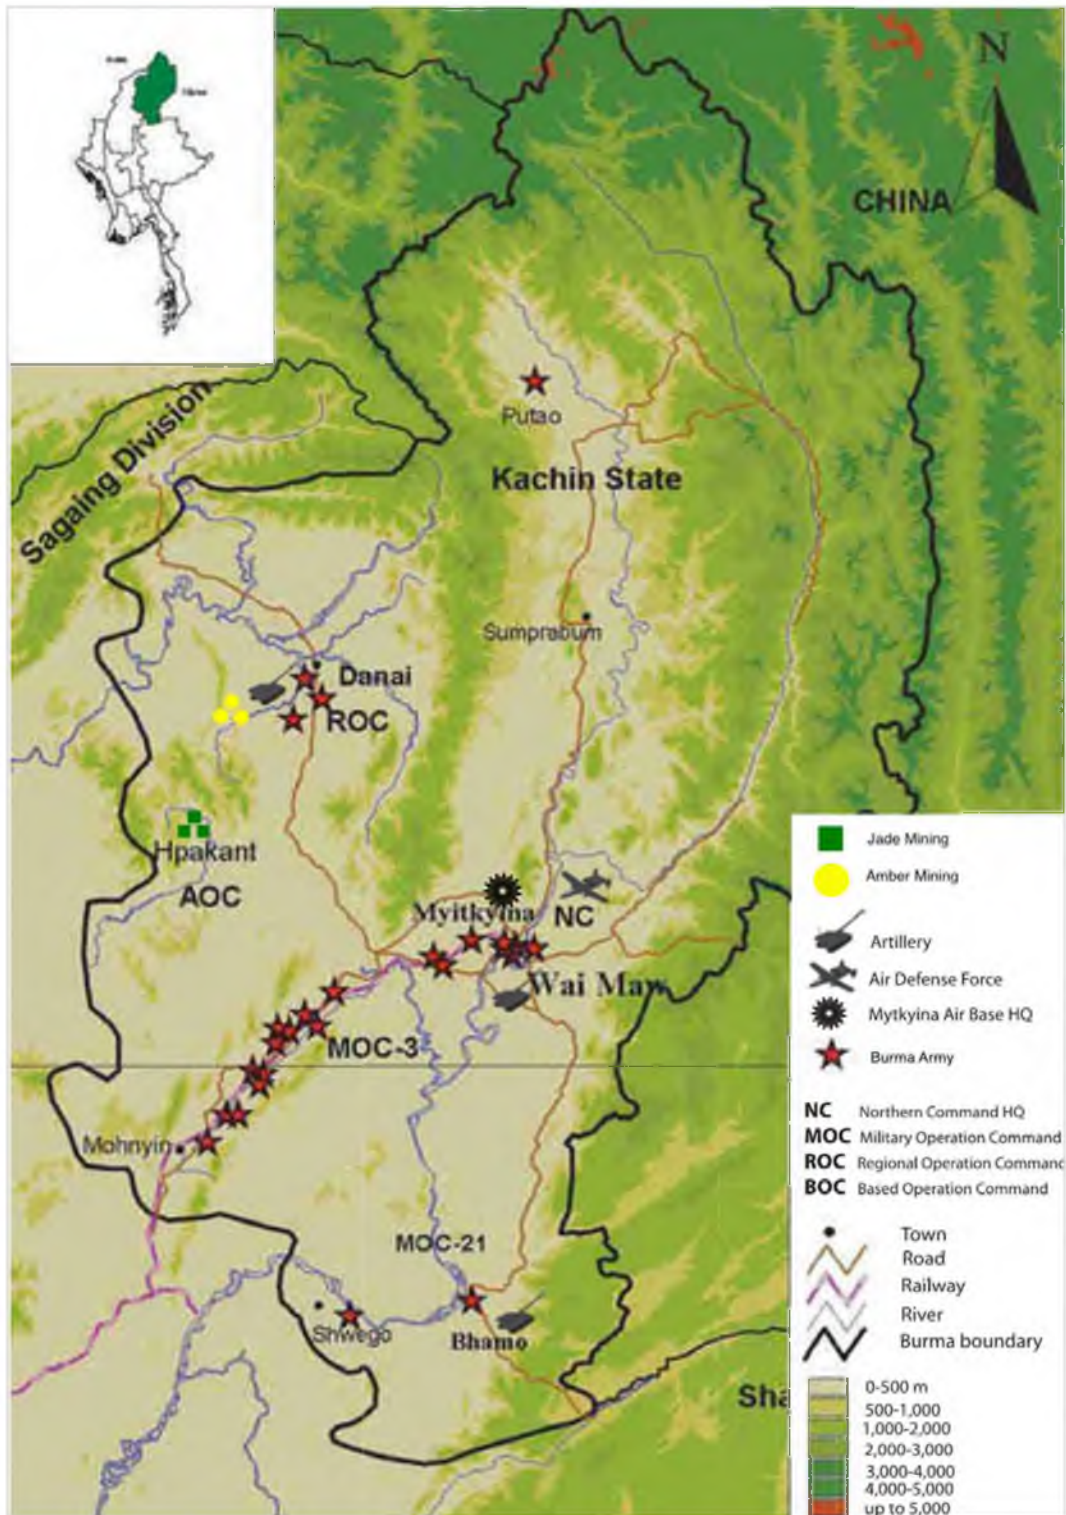 N
CHINA
Sagaing Division
Putao
Kachin State
Sumprabum
Danai
ROC
Hpakant
AOC
Myitkyina
NC
Wai Maw
MOC-3
Mohnyin
MOC-21
Shwego
Bhamo
Sha
Jade Mining
Amber Mining
Artillery
Air Defense Force
Mytkyina Air Base HQ
Burma Army
NC Northern Command HQ
MOC Military Operation Command
ROC Regional Operation Command
BOC Based Operation Command
Town
Road
Railway
River
Burma boundary
0-500 m
500-1,000
1,000-2,000
2,000-3,000
3,000-4,000
4,000-5,000
up to 5,000